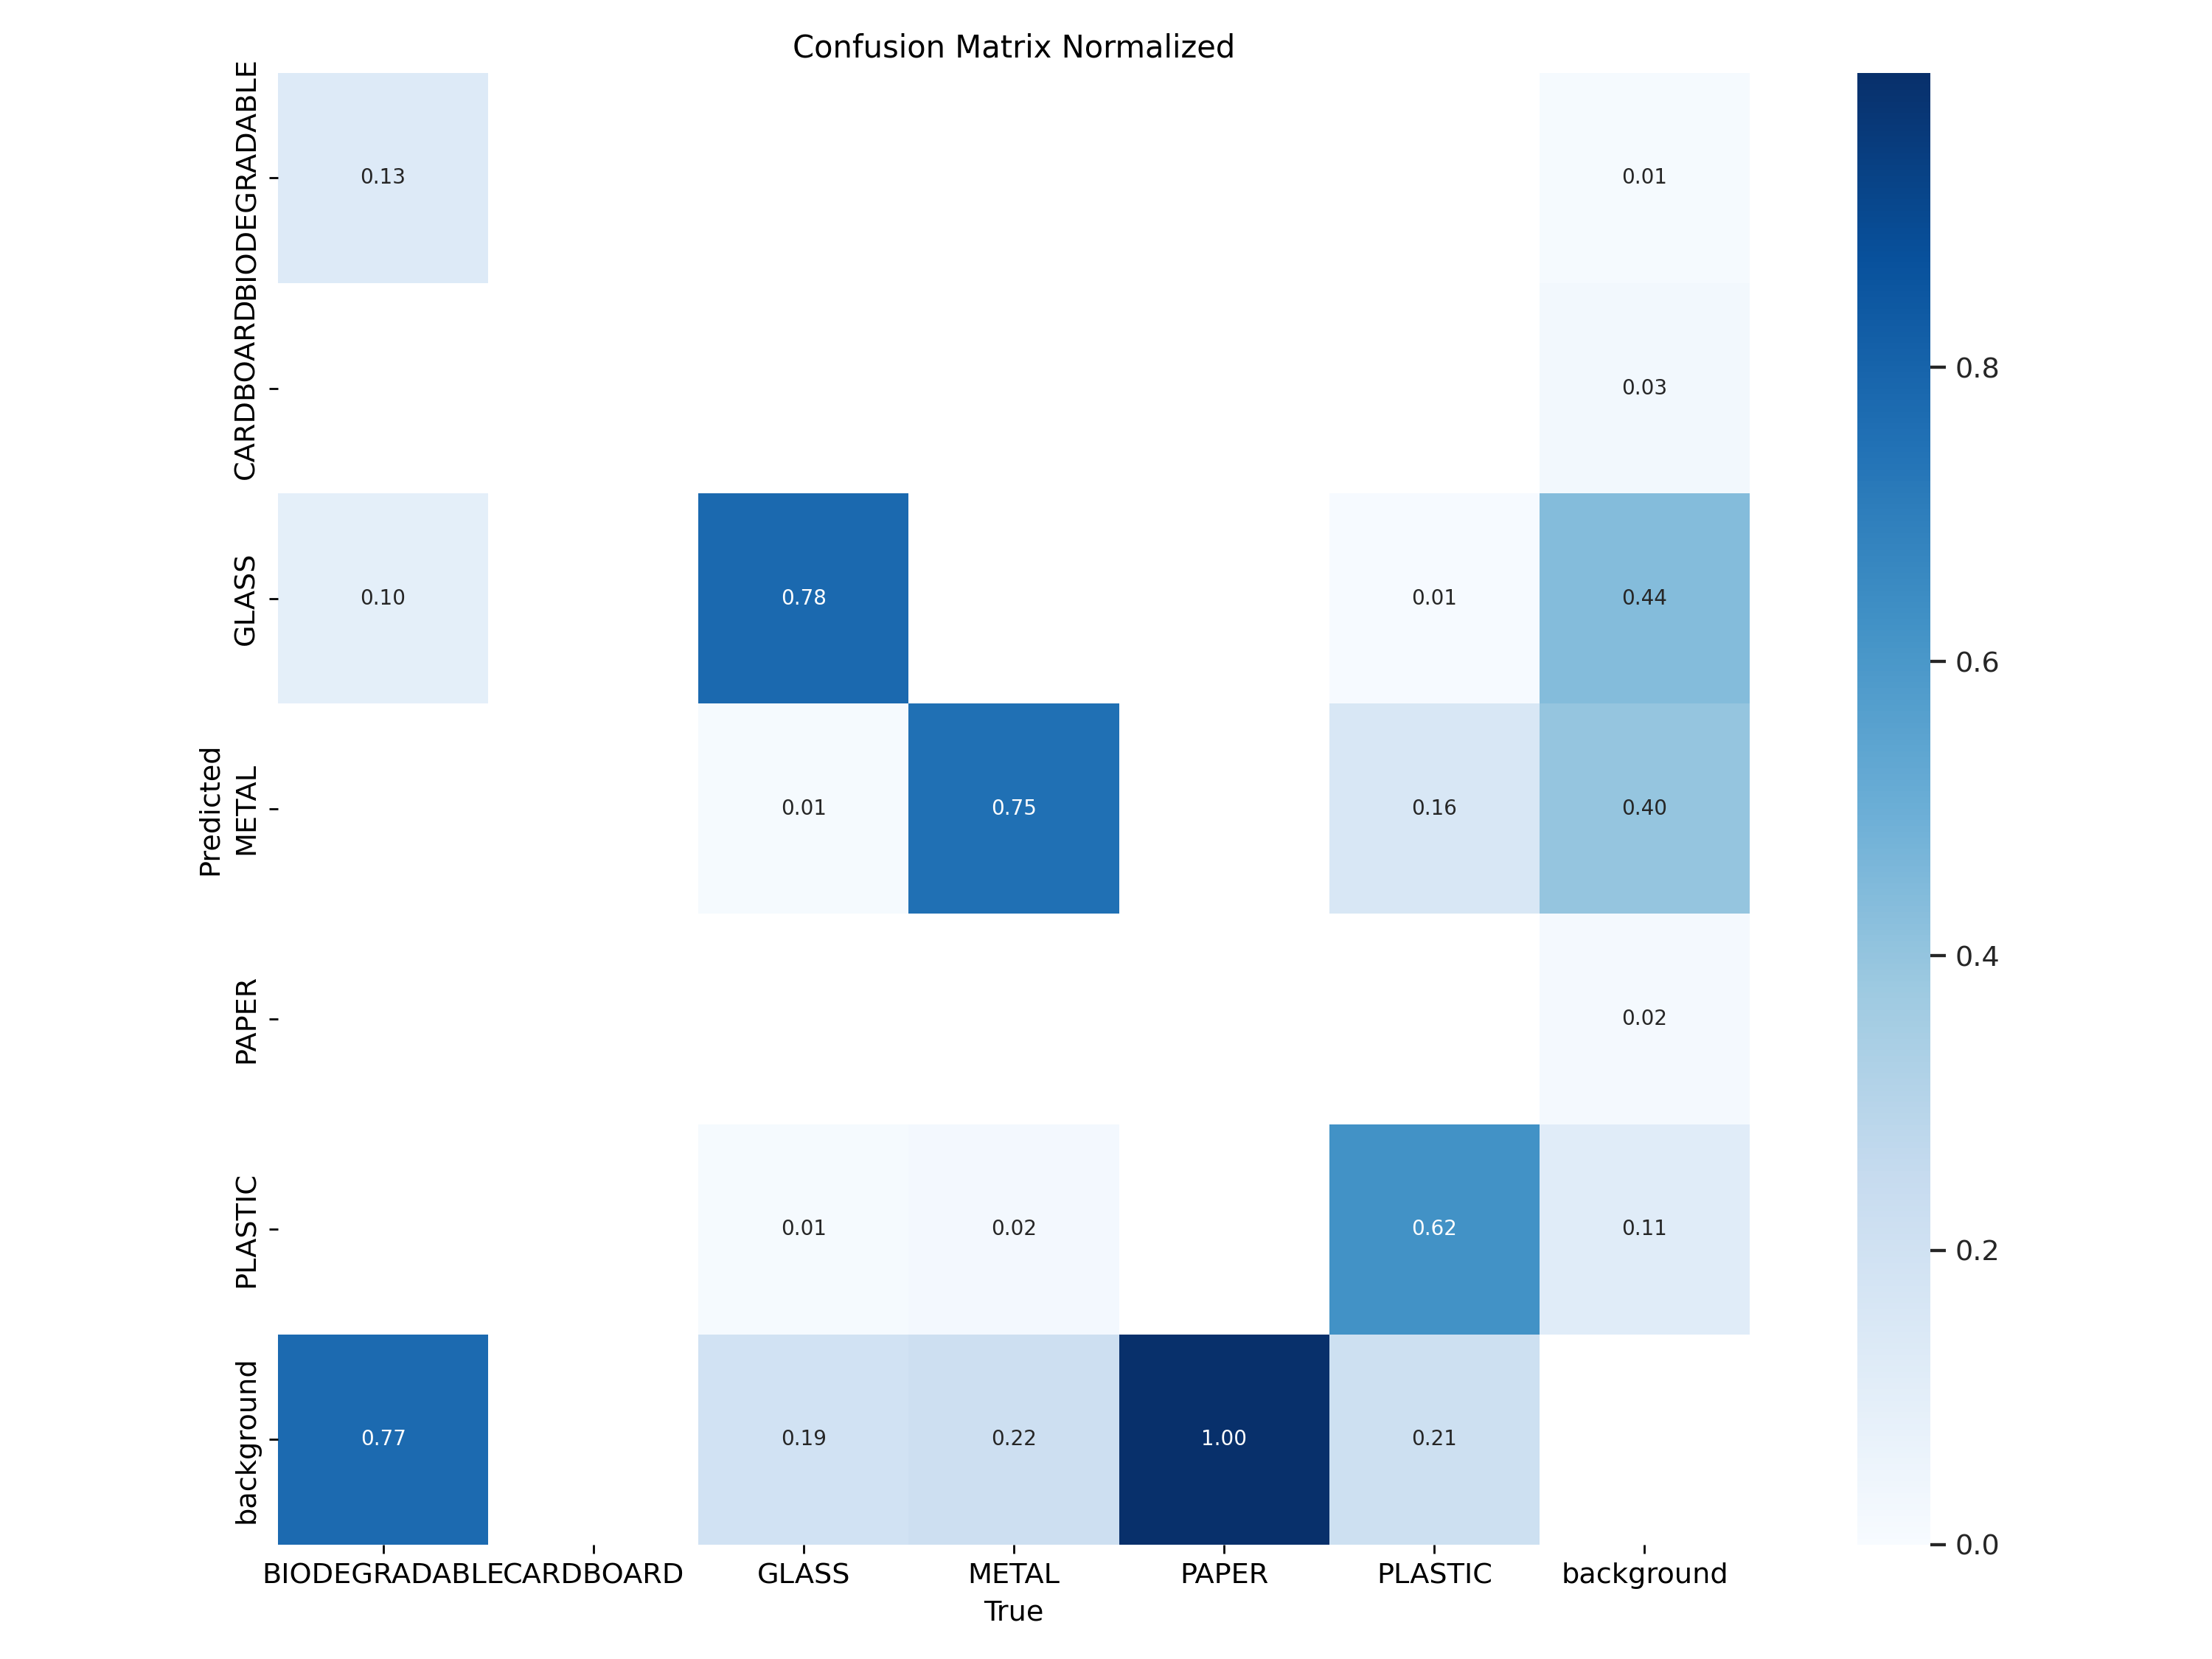 Confusion Matrix Normalized
BIODEGRADABLE
0.13
0.01
CARDBOARD
0.03
GLASS
0.10
0.78
0.01
0.44
Predicted
METAL
0.01
0.75
0.16
0.40
PAPER
0.02
PLASTIC
0.01
0.02
0.62
0.11
background
0.77
0.19
0.22
1.00
0.21
BIODEGRADABLE
CARDBOARD
GLASS
METAL
PAPER
PLASTIC
background
True
0.8
0.6
0.4
0.2
0.0